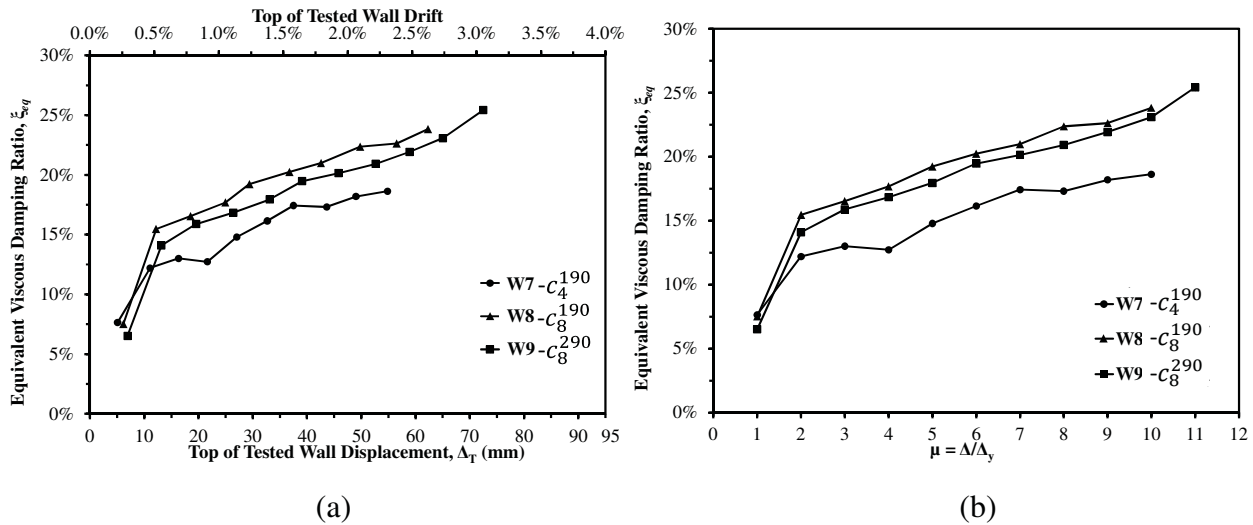 Top of Tested Wall Drift
0.0% 0.5% 1.0% 1.5% 2.0% 2.5% 3.0% 3.5% 4.0%
30%
25%
20%
15%
10%
5%
0%
Equivalent Viscous Damping Ratio, ξeq
W7 -C₄¹⁹⁰
W8 -C₈¹⁹⁰
W9 -C₈²⁹⁰
0 10 20 30 40 50 60 70 80 90 95
Top of Tested Wall Displacement, Δ_T (mm)
(a)
30%
25%
20%
15%
10%
5%
0%
Equivalent Viscous Damping Ratio, ξeq
W7 -C₄¹⁹⁰
W8 -C₈¹⁹⁰
W9 -C₈²⁹⁰
0 1 2 3 4 5 6 7 8 9 10 11 12
μ = Δ/Δ_y
(b)